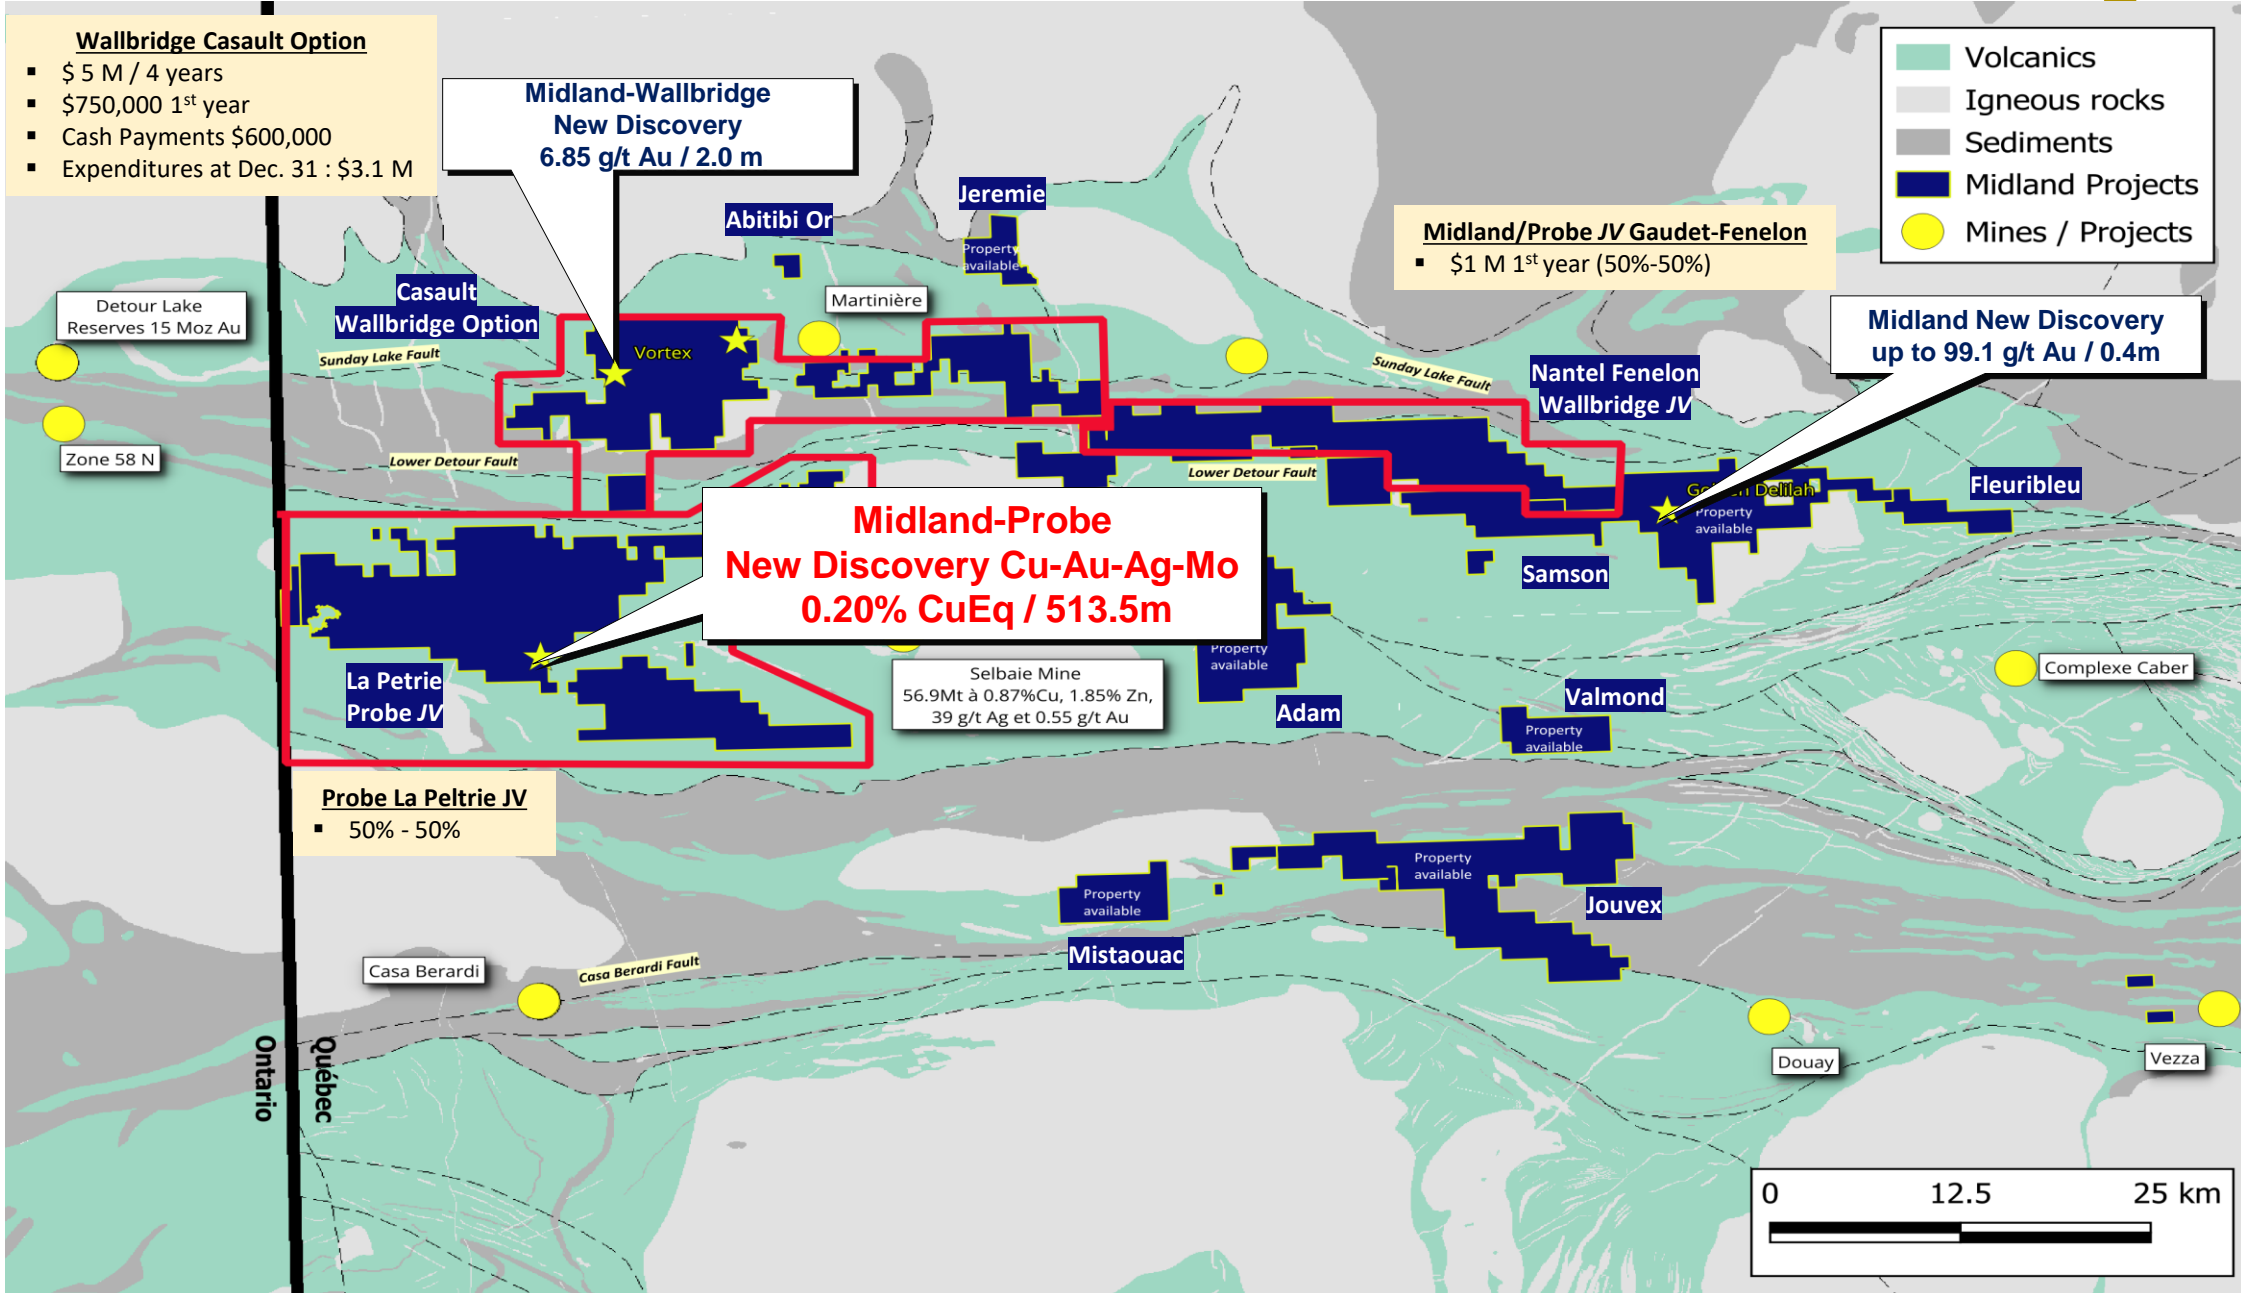 Wallbridge Casault Option
▪ $ 5 M / 4 years
▪ $750,000 1st year
▪ Cash Payments $600,000
▪ Expenditures at Dec. 31 : $3.1 M
Midland-Wallbridge
New Discovery
6.85 g/t Au / 2.0 m
Volcanics
Igneous rocks
Sediments
Midland Projects
Mines / Projects
Abitibi Or
Jeremie
Property
available
Midland/Probe JV Gaudet-Fenelon
▪ $1 M 1st year (50%-50%)
Detour Lake
Reserves 15 Moz Au
Casault
Wallbridge Option
Martinière
Midland New Discovery
up to 99.1 g/t Au / 0.4m
Sunday Lake Fault
Vortex
Sunday Lake Fault
Nantel Fenelon
Wallbridge JV
Zone 58 N
Lower Detour Fault
Lower Detour Fault
Golden Delilah
Property
available
Fleuribleu
Midland-Probe
New Discovery Cu-Au-Ag-Mo
0.20% CuEq / 513.5m
Samson
La Petrie
Probe JV
Selbaie Mine
56.9Mt à 0.87%Cu, 1.85% Zn,
39 g/t Ag et 0.55 g/t Au
Property
available
Adam
Valmond
Property
available
Complexe Caber
Probe La Peltrie JV
▪ 50% - 50%
Property
available
Mistaouac
Property
available
Jouvex
Casa Berardi
Casa Berardi Fault
Ontario
Québec
Douay
Vezza
0 12.5 25 km